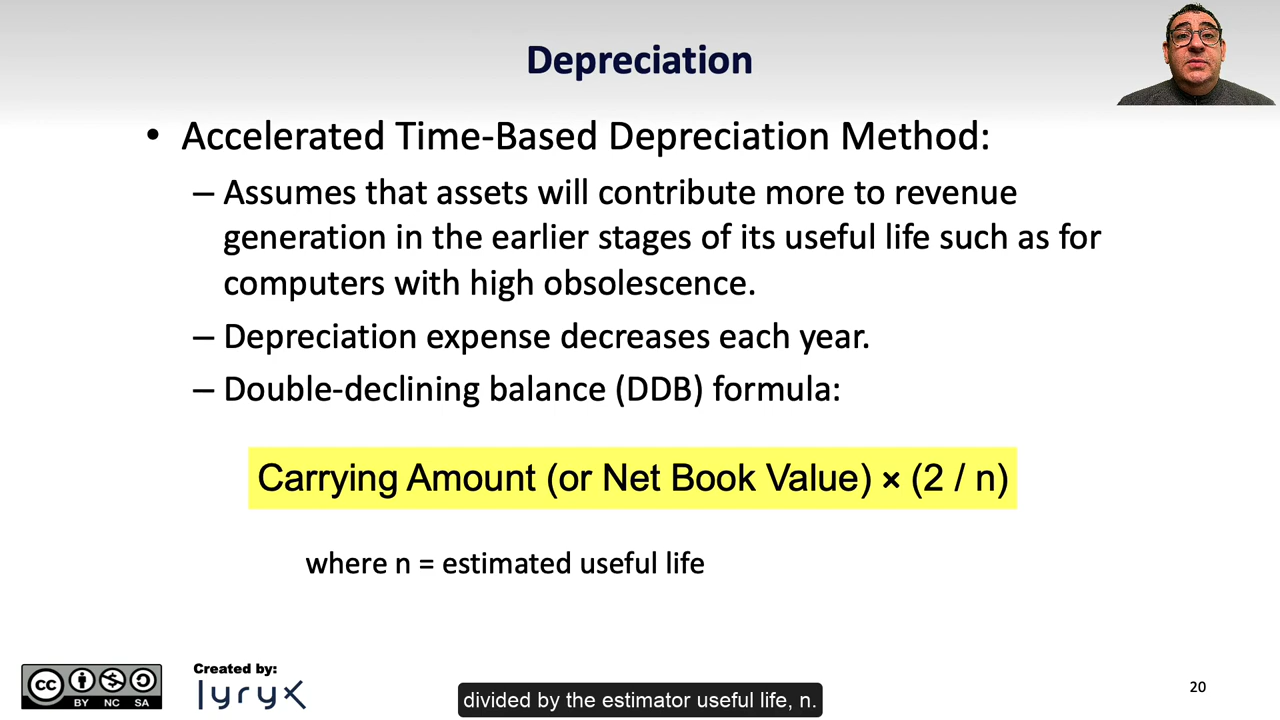 Depreciation
• Accelerated Time-Based Depreciation Method:
– Assumes that assets will contribute more to revenue
generation in the earlier stages of its useful life such as for
computers with high obsolescence.
– Depreciation expense decreases each year.
– Double-declining balance (DDB) formula:
Carrying Amount (or Net Book Value) × (2 / n)
where n = estimated useful life
cc
BY NC SA
Created by:
lyryx
divided by the estimator useful life, n.
20